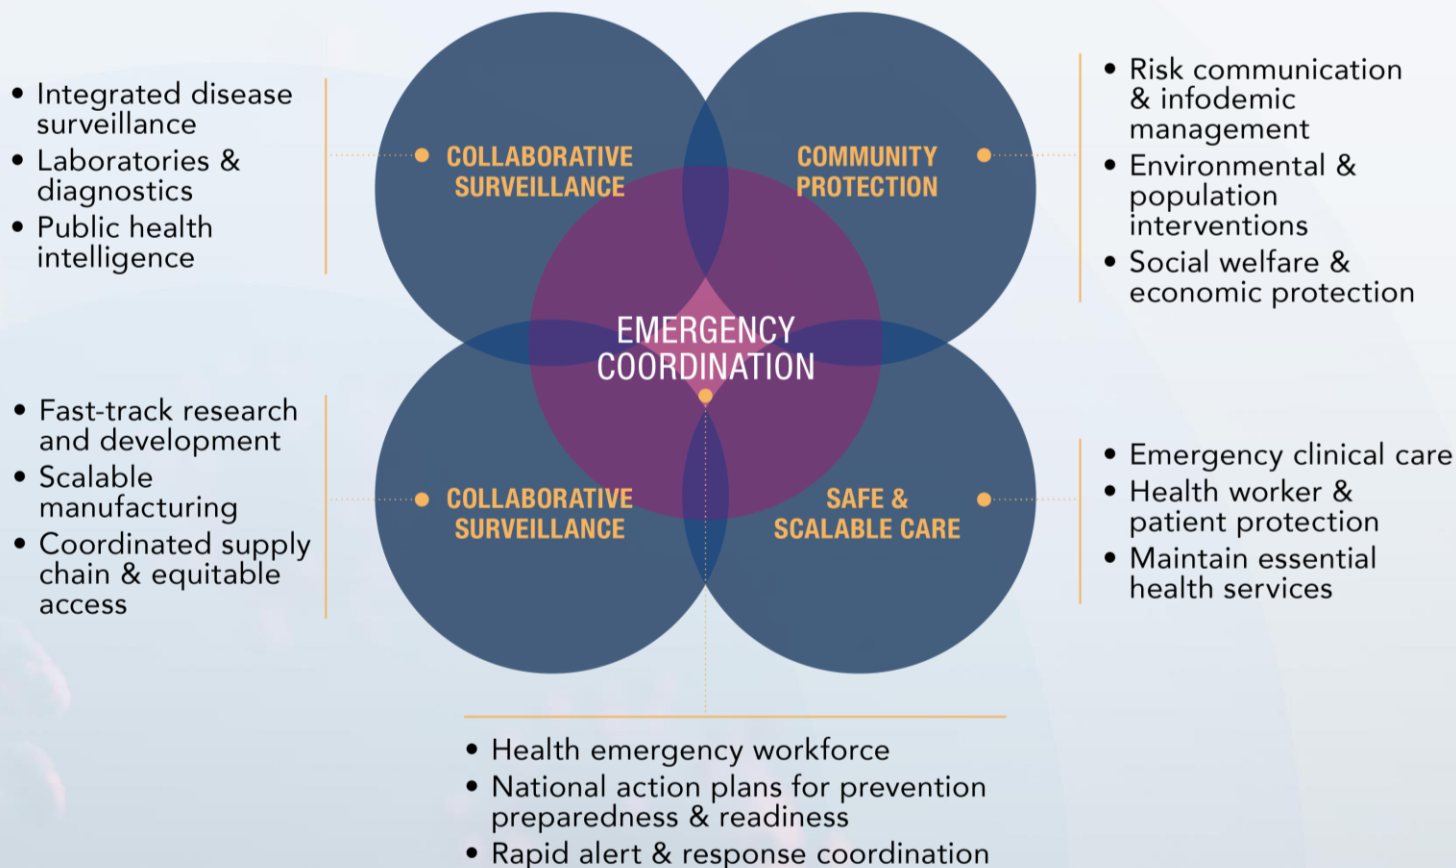 • Integrated disease
surveillance
• Laboratories &
diagnostics
• Public health
intelligence
COLLABORATIVE
SURVEILLANCE
COMMUNITY
PROTECTION
• Risk communication
& infodemic
management
• Environmental &
population
interventions
• Social welfare &
economic protection
EMERGENCY
COORDINATION
• Fast-track research
and development
• Scalable
manufacturing
• Coordinated supply
chain & equitable
access
COLLABORATIVE
SURVEILLANCE
SAFE &
SCALABLE CARE
• Emergency clinical care
• Health worker &
patient protection
• Maintain essential
health services
• Health emergency workforce
• National action plans for prevention
preparedness & readiness
• Rapid alert & response coordination